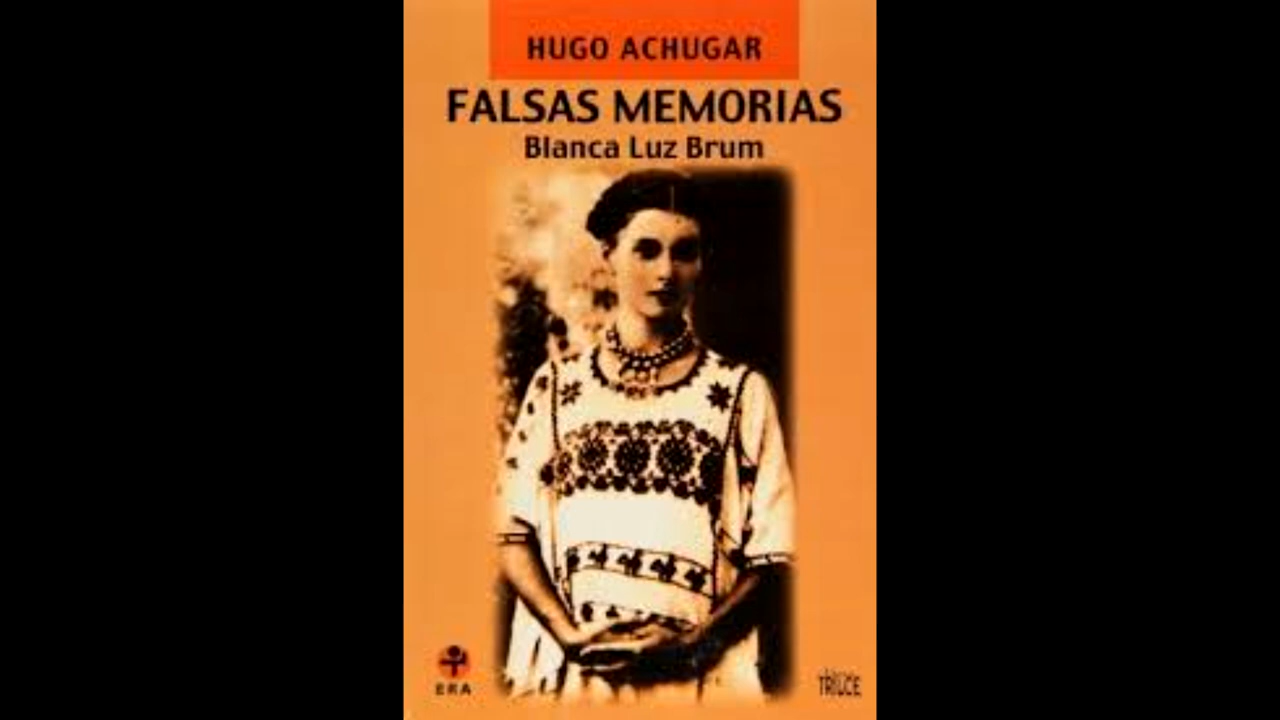 HUGO ACHUGAR
FALSAS MEMORIAS
Blanca Luz Brum
ERA
TRILCE